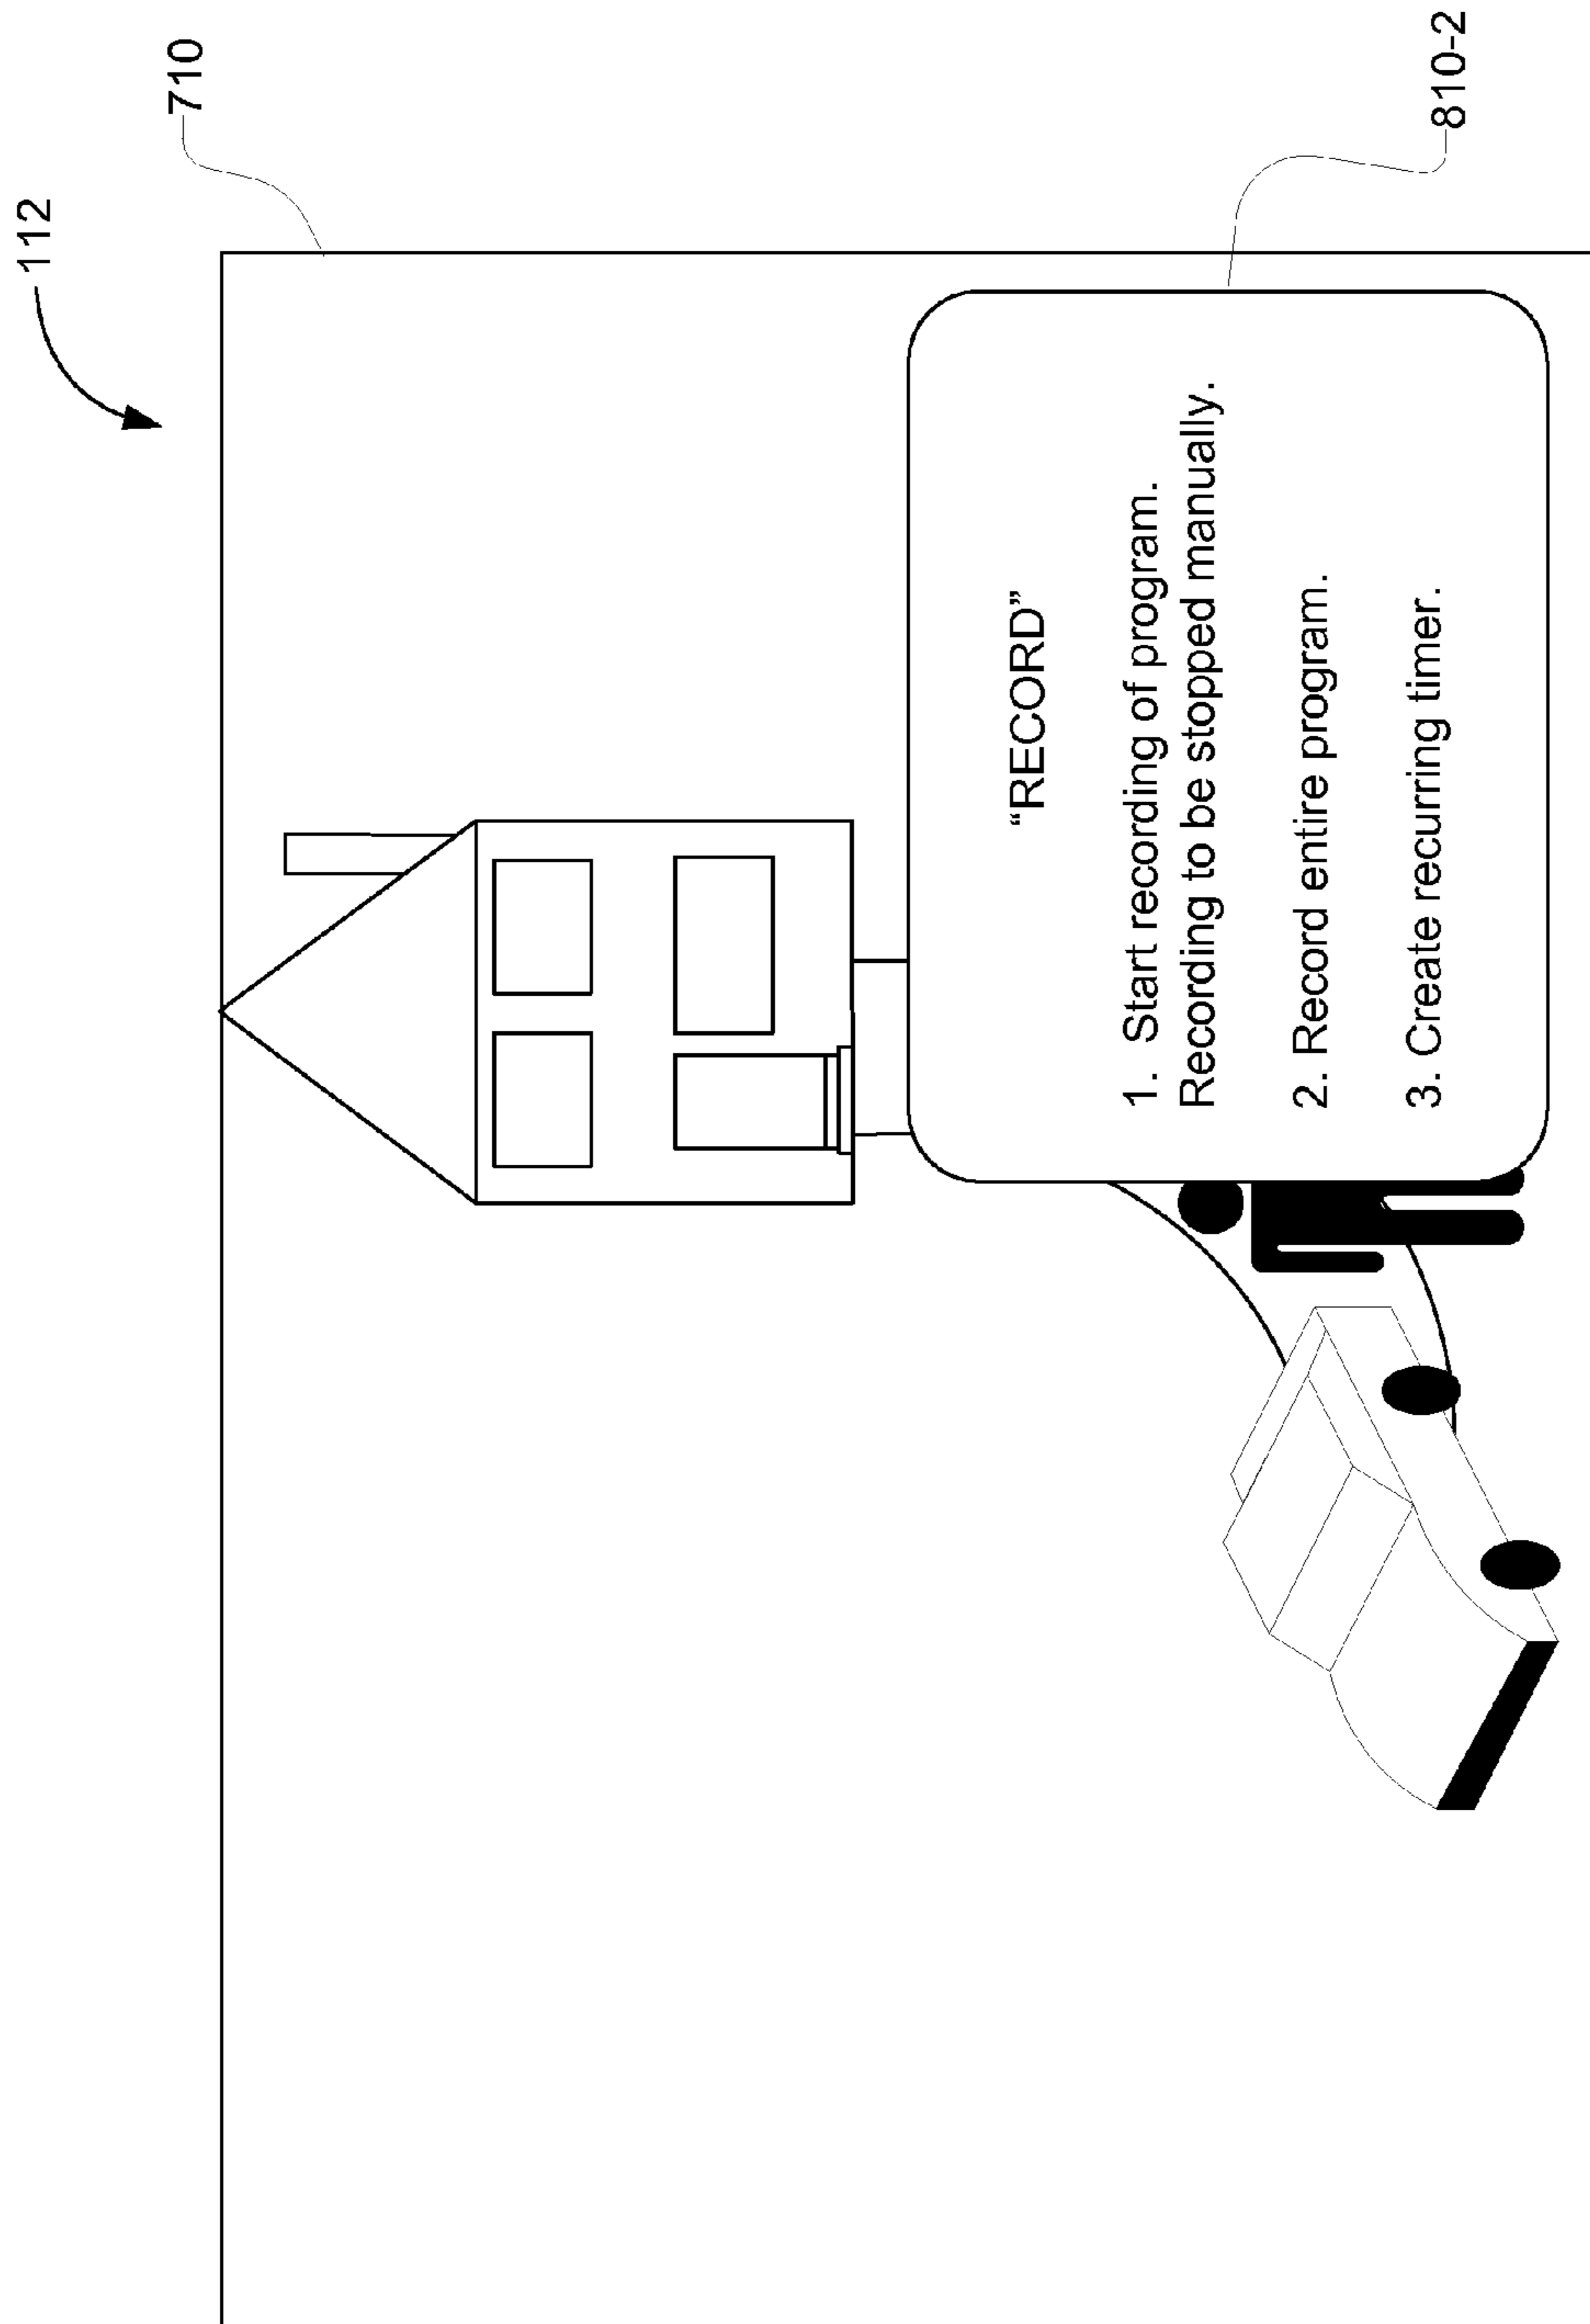 112
710
“RECORD”
1. Start recording of program.
Recording to be stopped manually.
2. Record entire program.
3. Create recurring timer.
810-2